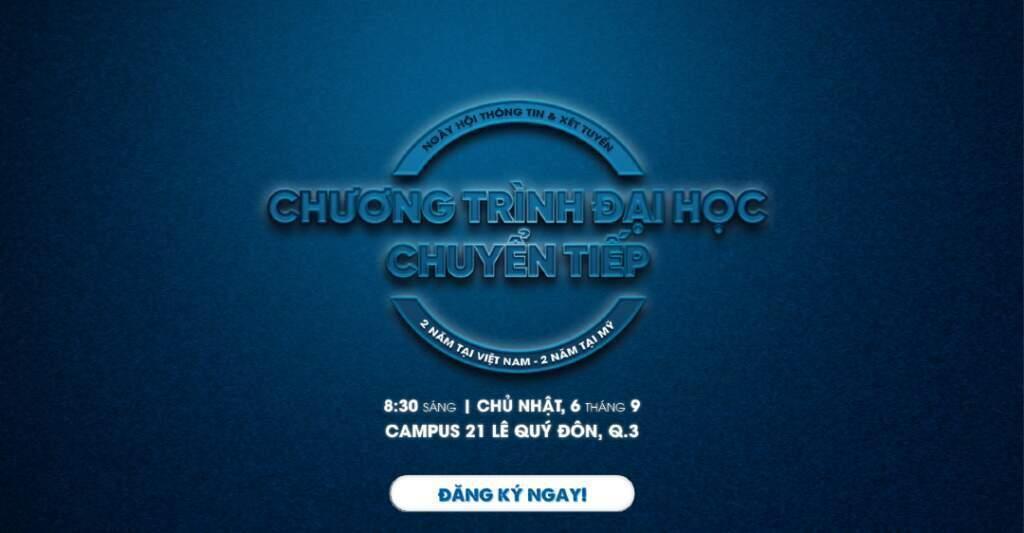 NGÀY HỘI THÔNG TIN & XÉT TUYỂN
CHƯƠNG TRÌNH ĐẠI HỌC
CHUYỂN TIẾP
2 NĂM TẠI VIỆT NAM - 2 NĂM TẠI MỸ
8:30 SÁNG | CHỦ NHẬT, 6 THÁNG 9
CAMPUS 21 LÊ QUÝ ĐÔN, Q.3
ĐĂNG KÝ NGAY!